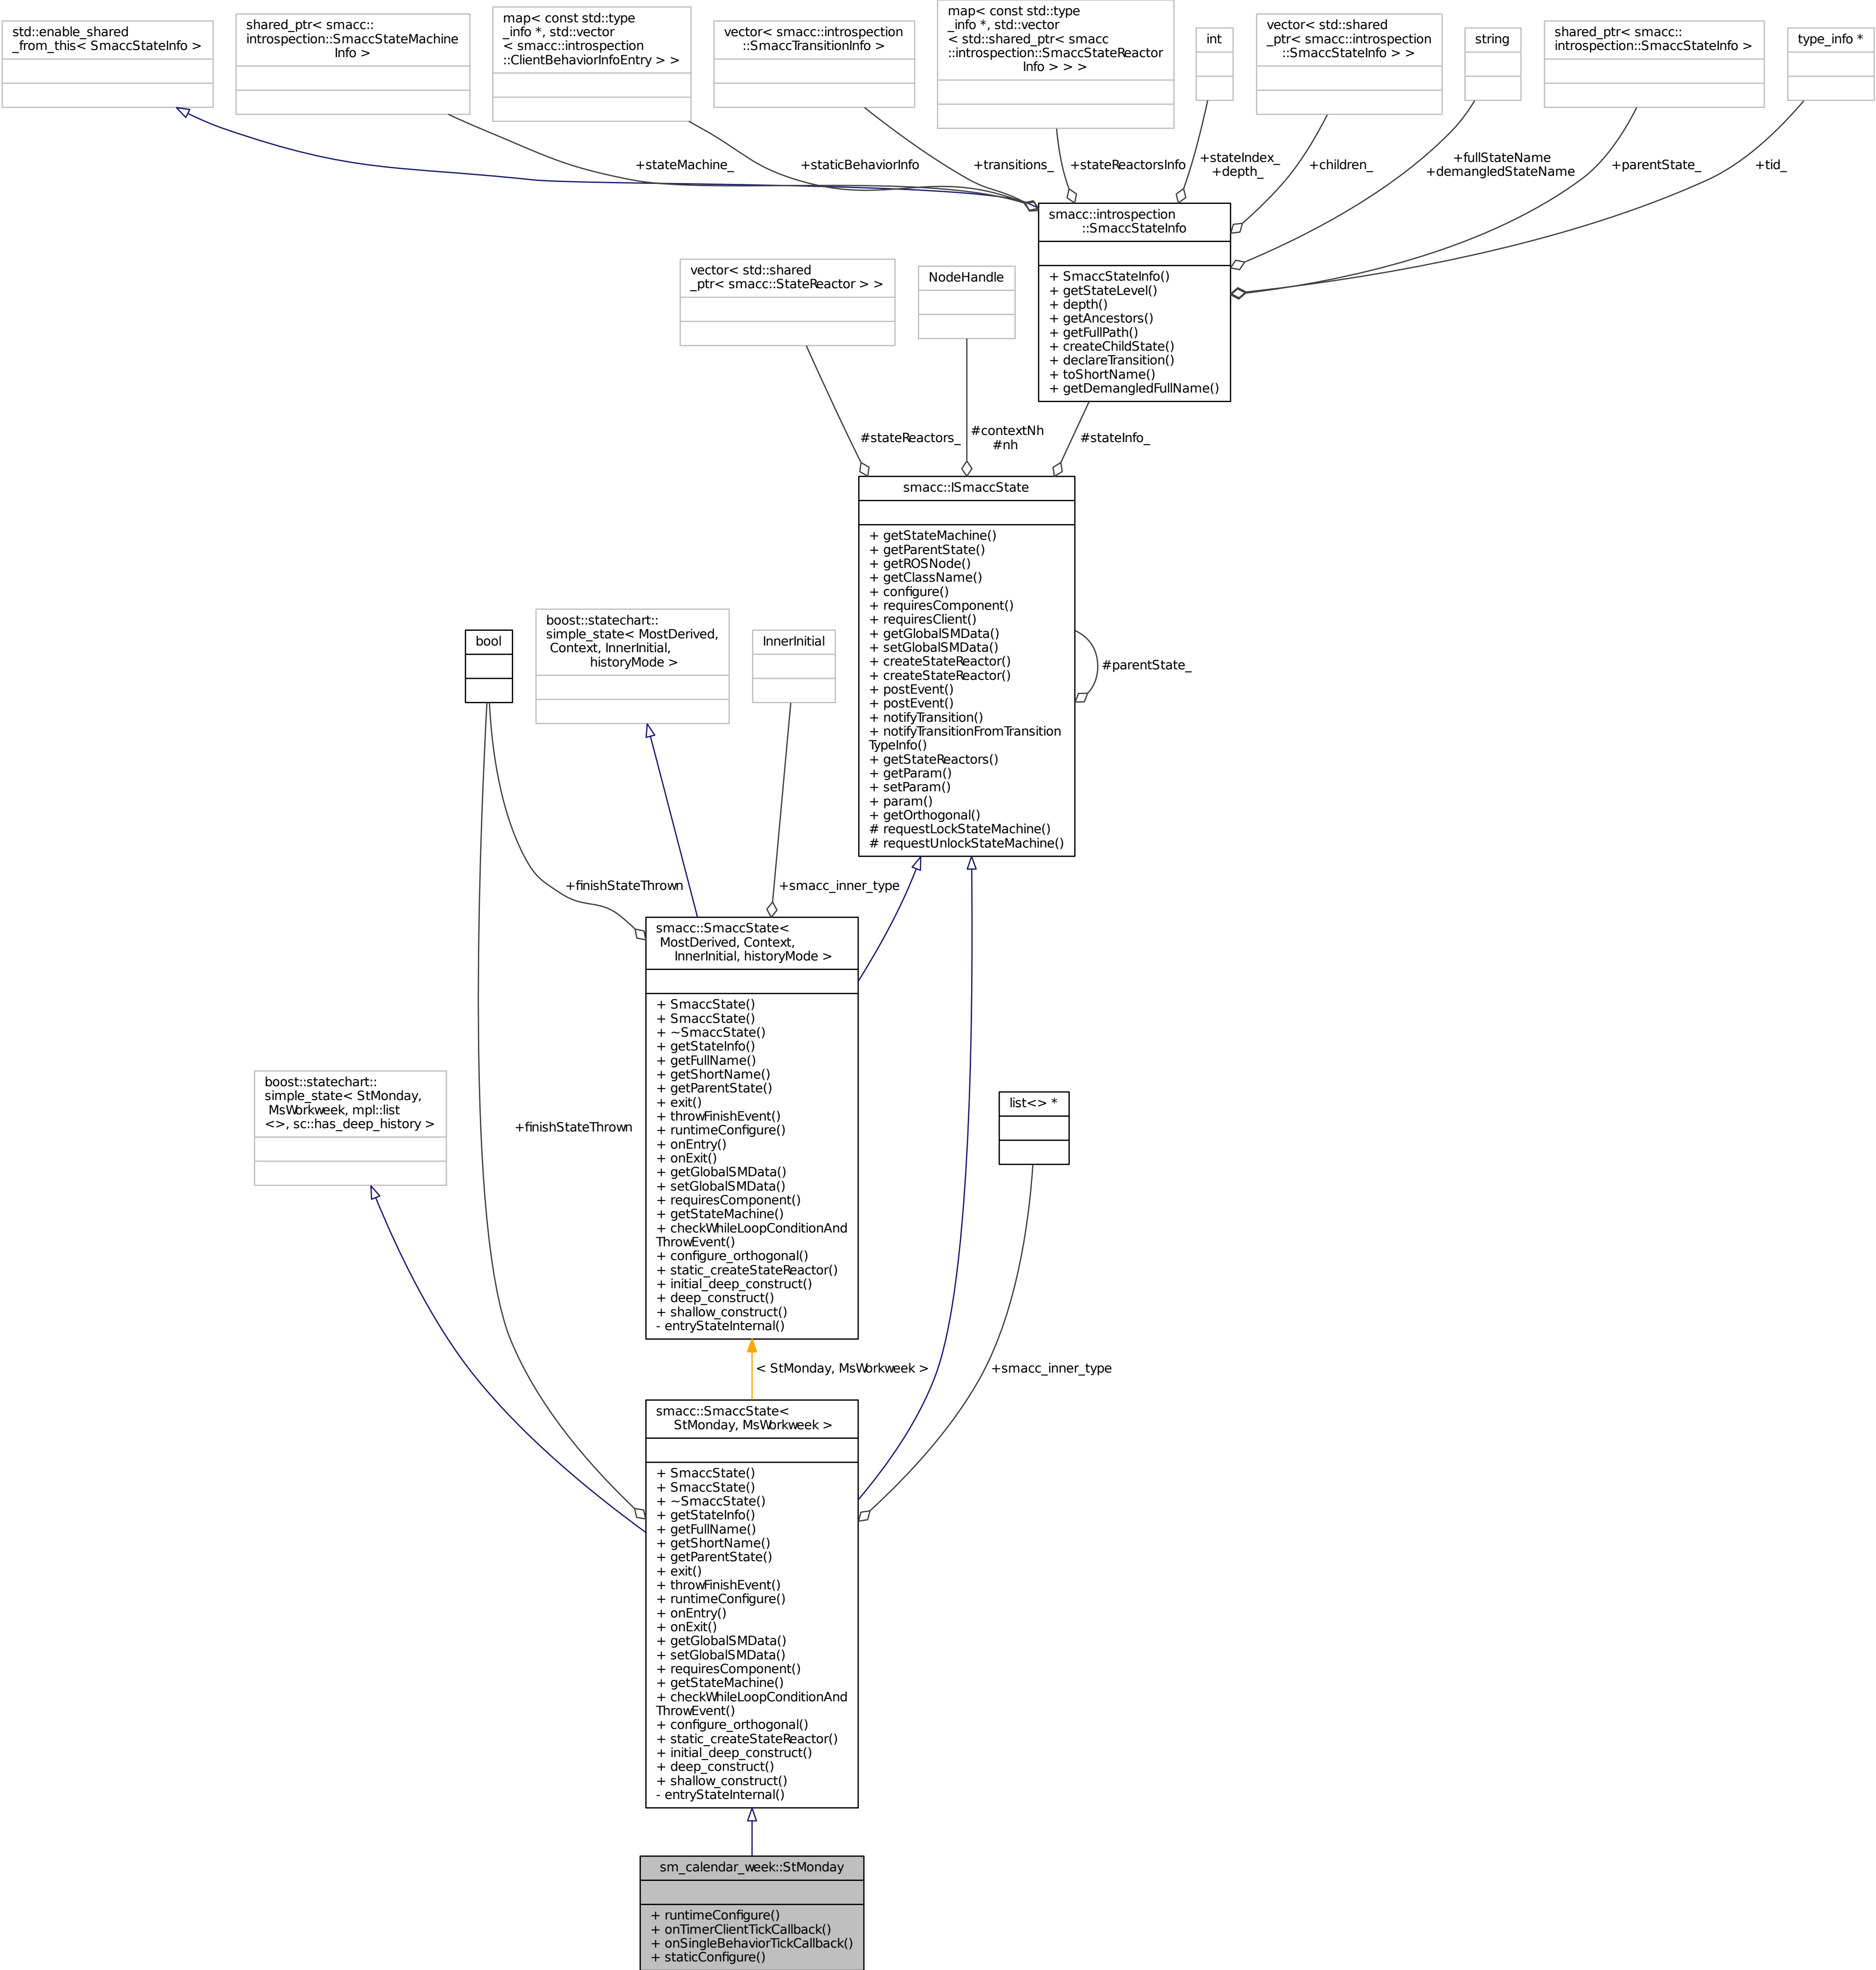 std::enable_shared
_from_this< SmaccStateInfo >
shared_ptr< smacc::
introspection::SmaccStateMachine
Info >
map< const std::type
_info *, std::vector
< smacc::introspection
::ClientBehaviorInfoEntry > >
vector< smacc::introspection
::SmaccTransitionInfo >
map< const std::type
_info *, std::vector
< std::shared_ptr< smacc
::introspection::SmaccStateReactor
Info > > >
int
vector< std::shared
_ptr< smacc::introspection
::SmaccStateInfo > >
string
shared_ptr< smacc::
introspection::SmaccStateInfo >
type_info *
+stateMachine_
+staticBehaviorInfo
+transitions_
+stateReactorsInfo
+stateIndex_
+depth_
+children_
+fullStateName
+demangledStateName
+parentState_
+tid_
smacc::introspection
::SmaccStateInfo
+ SmaccStateInfo()
+ getStateLevel()
+ depth()
+ getAncestors()
+ getFullPath()
+ createChildState()
+ declareTransition()
+ toShortName()
+ getDemangledFullName()
vector< std::shared
_ptr< smacc::StateReactor > >
NodeHandle
#stateReactors_
#contextNh
#nh
#stateInfo_
smacc::ISmaccState
+ getStateMachine()
+ getParentState()
+ getROSNode()
+ getClassName()
+ configure()
+ requiresComponent()
+ requiresClient()
+ getGlobalSMData()
+ setGlobalSMData()
+ createStateReactor()
+ createStateReactor()
+ postEvent()
+ postEvent()
+ notifyTransition()
+ notifyTransitionFromTransition
TypeInfo()
+ getStateReactors()
+ getParam()
+ setParam()
+ param()
+ getOrthogonal()
# requestLockStateMachine()
# requestUnlockStateMachine()
#parentState_
bool
boost::statechart::
simple_state< MostDerived,
Context, InnerInitial,
historyMode >
InnerInitial
+finishStateThrown
+smacc_inner_type
smacc::SmaccState<
MostDerived, Context,
InnerInitial, historyMode >
+ SmaccState()
+ SmaccState()
+ ~SmaccState()
+ getStateInfo()
+ getFullName()
+ getShortName()
+ getParentState()
+ exit()
+ throwFinishEvent()
+ runtimeConfigure()
+ onEntry()
+ onExit()
+ getGlobalSMData()
+ setGlobalSMData()
+ requiresComponent()
+ getStateMachine()
+ checkWhileLoopConditionAnd
ThrowEvent()
+ configure_orthogonal()
+ static_createStateReactor()
+ initial_deep_construct()
+ deep_construct()
+ shallow_construct()
- entryStateInternal()
boost::statechart::
simple_state< StMonday,
MsWorkweek, mpl::list
<>, sc::has_deep_history >
+finishStateThrown
list<> *
< StMonday, MsWorkweek >
+smacc_inner_type
smacc::SmaccState<
StMonday, MsWorkweek >
+ SmaccState()
+ SmaccState()
+ ~SmaccState()
+ getStateInfo()
+ getFullName()
+ getShortName()
+ getParentState()
+ exit()
+ throwFinishEvent()
+ runtimeConfigure()
+ onEntry()
+ onExit()
+ getGlobalSMData()
+ setGlobalSMData()
+ requiresComponent()
+ getStateMachine()
+ checkWhileLoopConditionAnd
ThrowEvent()
+ configure_orthogonal()
+ static_createStateReactor()
+ initial_deep_construct()
+ deep_construct()
+ shallow_construct()
- entryStateInternal()
sm_calendar_week::StMonday
+ runtimeConfigure()
+ onTimerClientTickCallback()
+ onSingleBehaviorTickCallback()
+ staticConfigure()